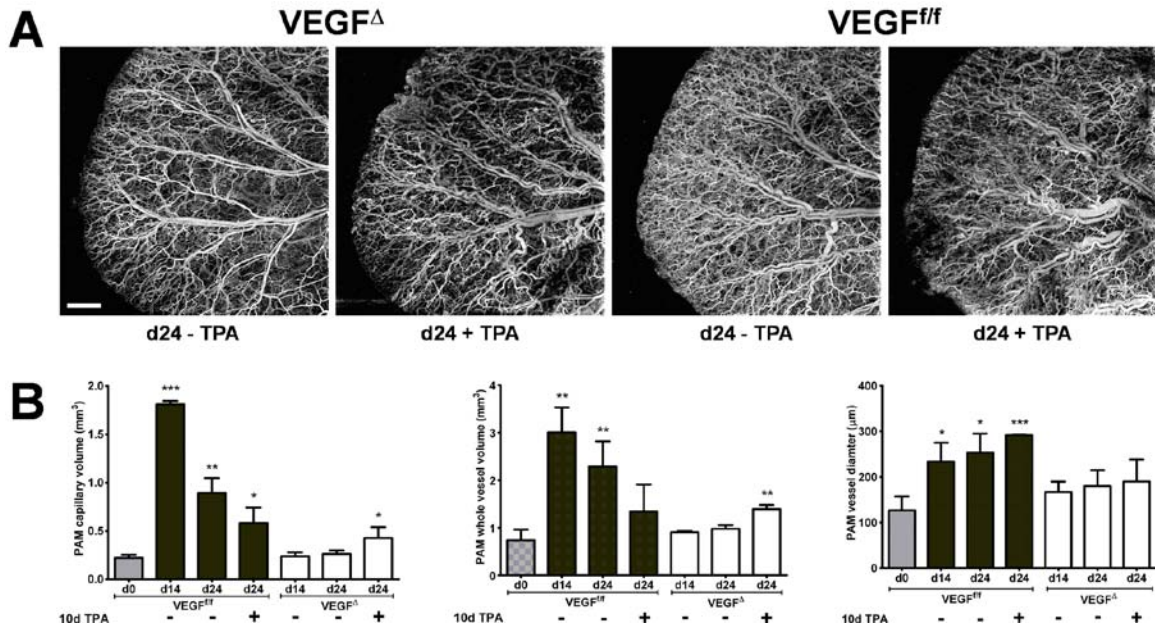 A
VEGF^Δ VEGF^f/f
d24 - TPA d24 + TPA d24 - TPA d24 + TPA
B
PAM capillary volume (mm³)
2.0
1.5
1.0
0.5
0.0
*** ** * *
d0 d14 d24 d24 d14 d24 d24
VEGF^f/f VEGF^Δ
10d TPA - - + - - +
PAM whole vessel volume (mm³)
4
3
2
1
0
** ** **
d0 d14 d24 d24 d14 d24 d24
VEGF^f/f VEGF^Δ
- - + - - +
PAM vessel diamter (μm)
400
300
200
100
0
* * ***
d0 d14 d24 d24 d14 d24 d24
VEGF^f/f VEGF^Δ
- - + - - +